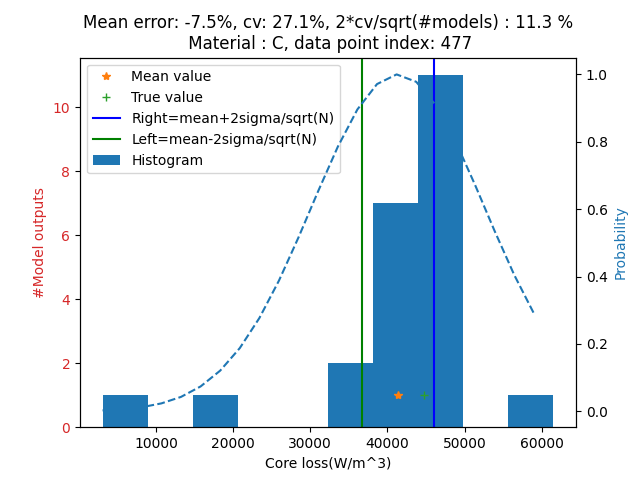 Mean error: -7.5%, cv: 27.1%, 2*cv/sqrt(#models) : 11.3 %
Material : C, data point index: 477
Mean value
True value
Right=mean+2sigma/sqrt(N)
Left=mean-2sigma/sqrt(N)
Histogram
#Model outputs
10
8
6
4
2
0
1.0
0.8
0.6
0.4
0.2
0.0
Probability
10000 20000 30000 40000 50000 60000
Core loss(W/m^3)